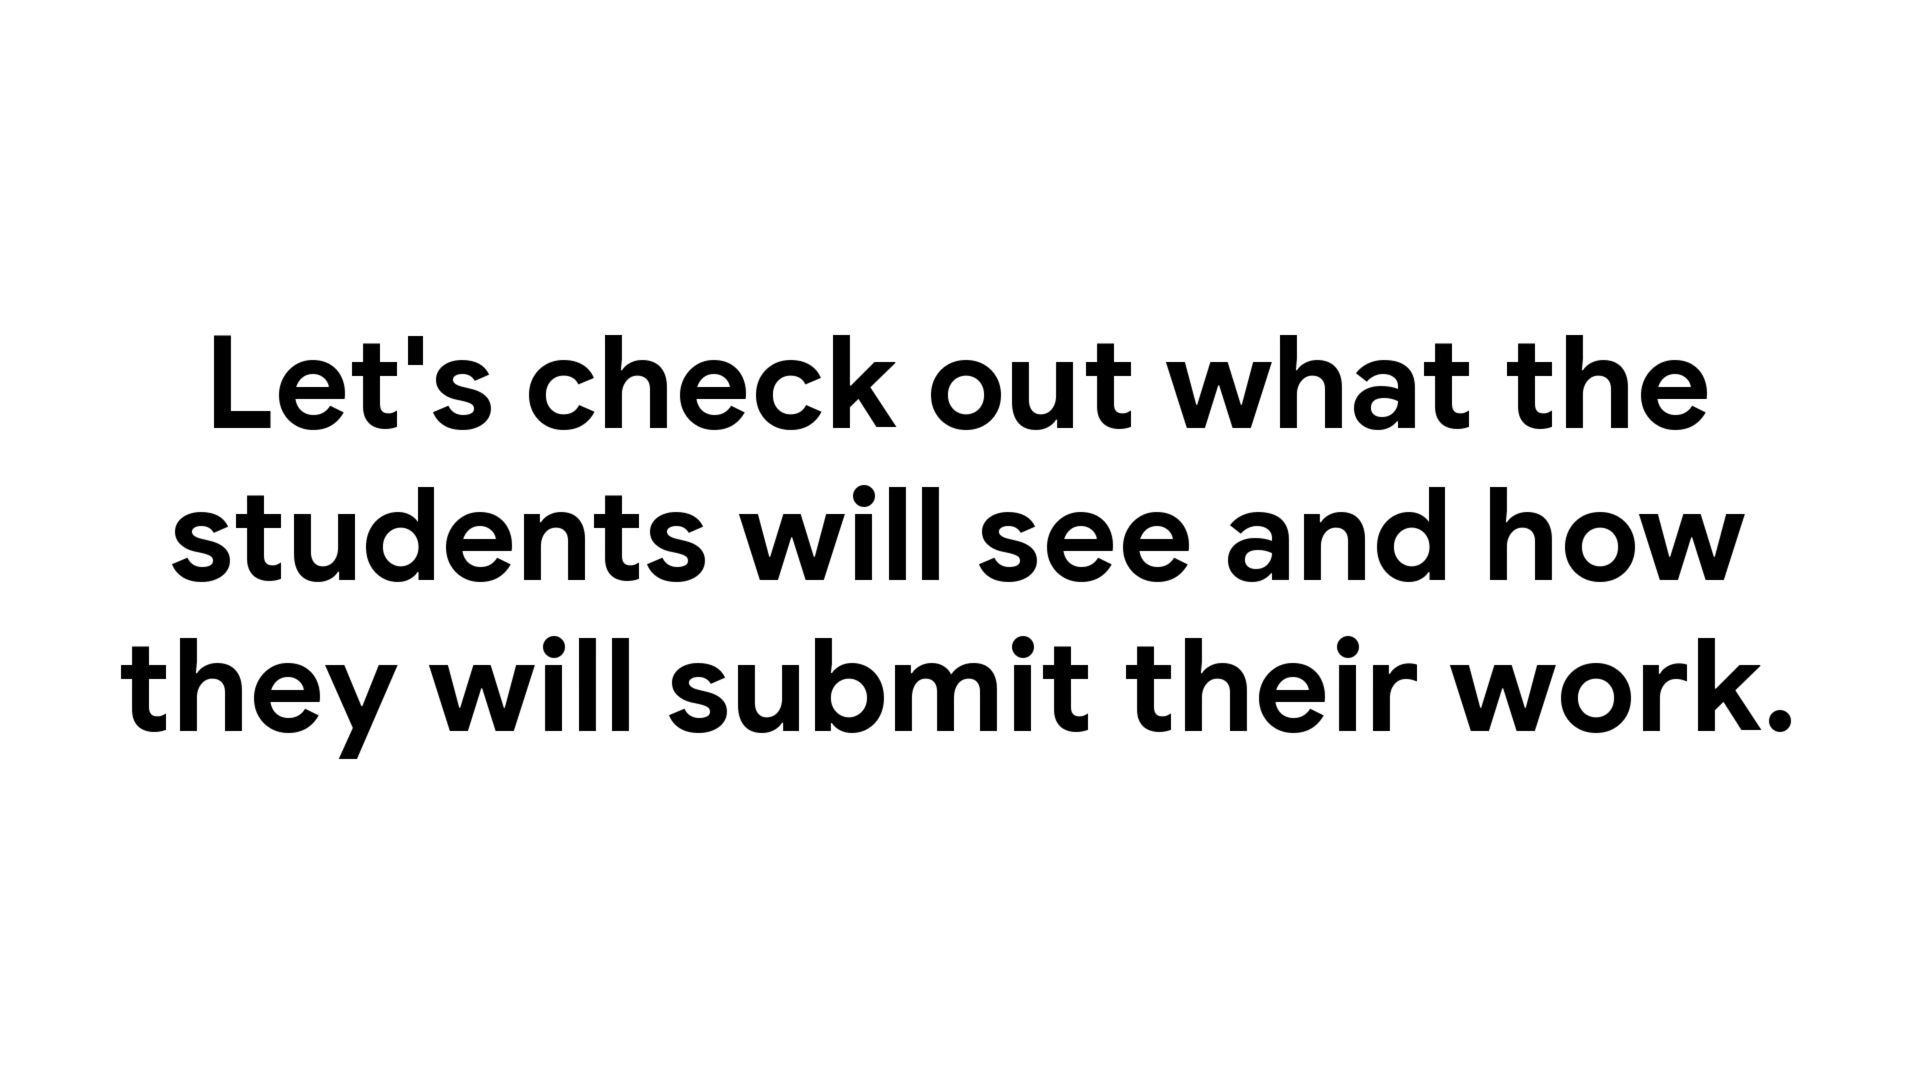 Let's check out what the
students will see and how
they will submit their work.